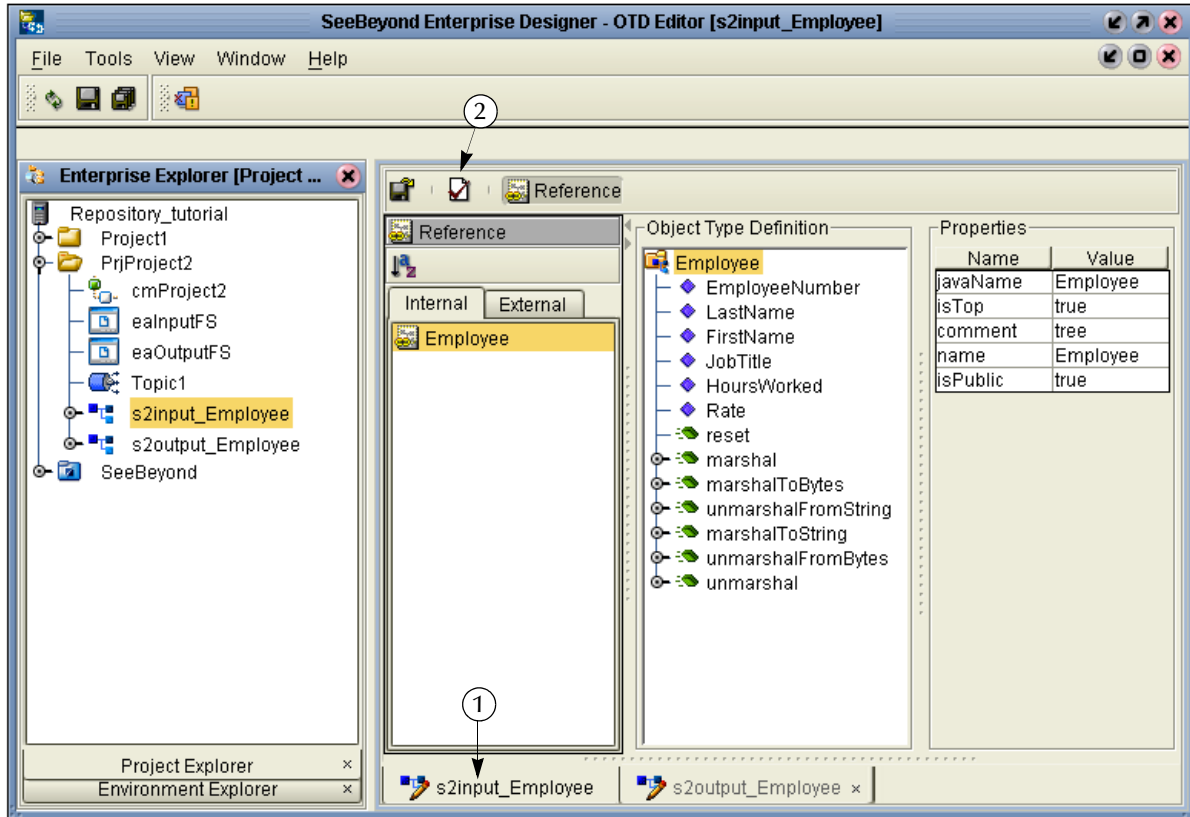 SeeBeyond Enterprise Designer - OTD Editor [s2input_Employee]
File Tools View Window Help
2
Enterprise Explorer [Project ...
Repository_tutorial
Project1
PrjProject2
cmProject2
eaInputFS
eaOutputFS
Topic1
s2input_Employee
s2output_Employee
SeeBeyond
Project Explorer ×
Environment Explorer ×
Reference
Reference
Internal External
Employee
Object Type Definition
Employee
EmployeeNumber
LastName
FirstName
JobTitle
HoursWorked
Rate
reset
marshal
marshalToBytes
unmarshalFromString
marshalToString
unmarshalFromBytes
unmarshal
Properties
Name Value
javaName Employee
isTop true
comment tree
name Employee
isPublic true
1
s2input_Employee s2output_Employee ×